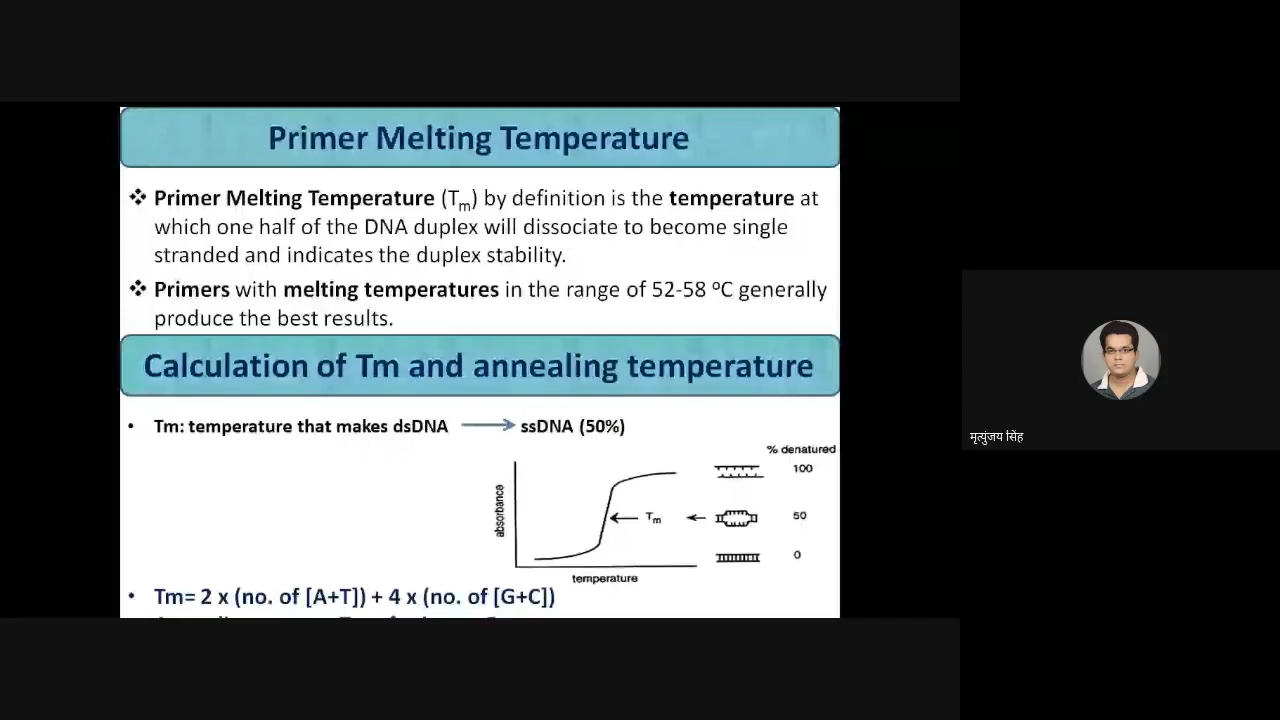 Primer Melting Temperature
❖ Primer Melting Temperature (Tm) by definition is the temperature at
which one half of the DNA duplex will dissociate to become single
stranded and indicates the duplex stability.
❖ Primers with melting temperatures in the range of 52-58 °C generally
produce the best results.
Calculation of Tm and annealing temperature
• Tm: temperature that makes dsDNA → ssDNA (50%)
% denatured
100
absorbance
Tm
50
0
temperature
• Tm= 2 x (no. of [A+T]) + 4 x (no. of [G+C])
मृत्युंजय सिंह